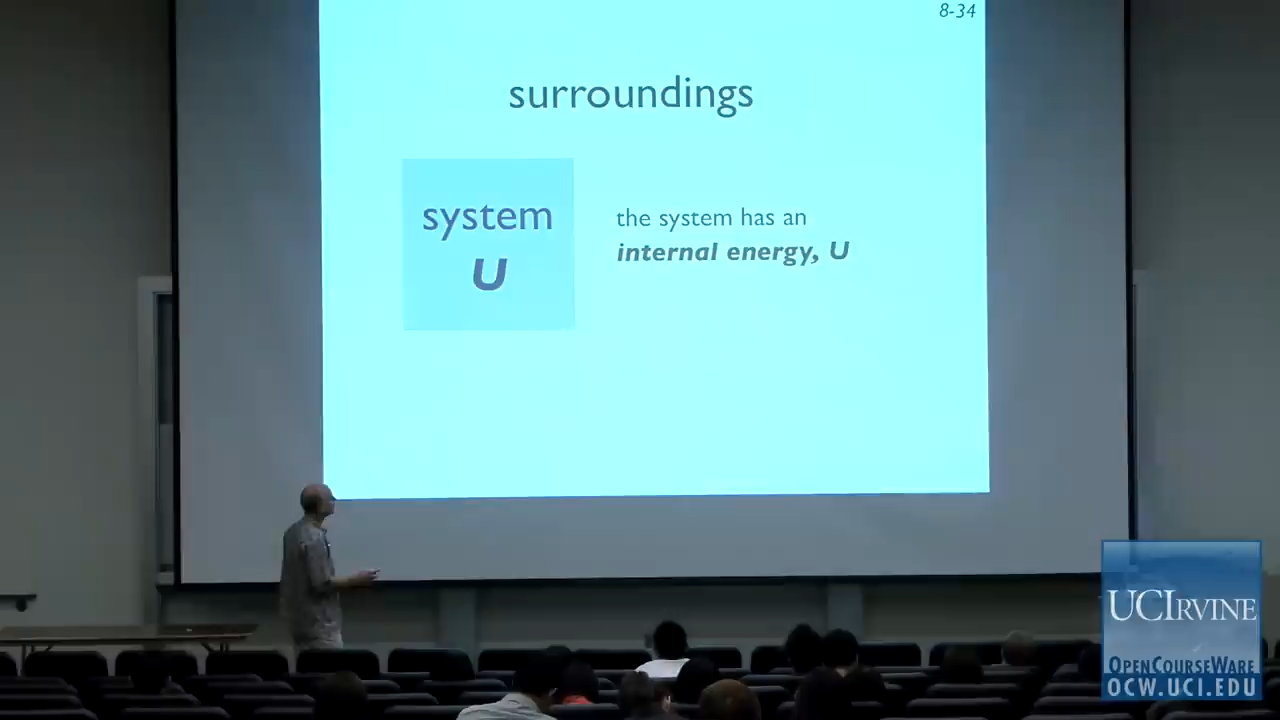 8-34
surroundings
system
U
the system has an
internal energy, U
UCIRVINE
OPENCOURSEWARE
OCW.UCI.EDU